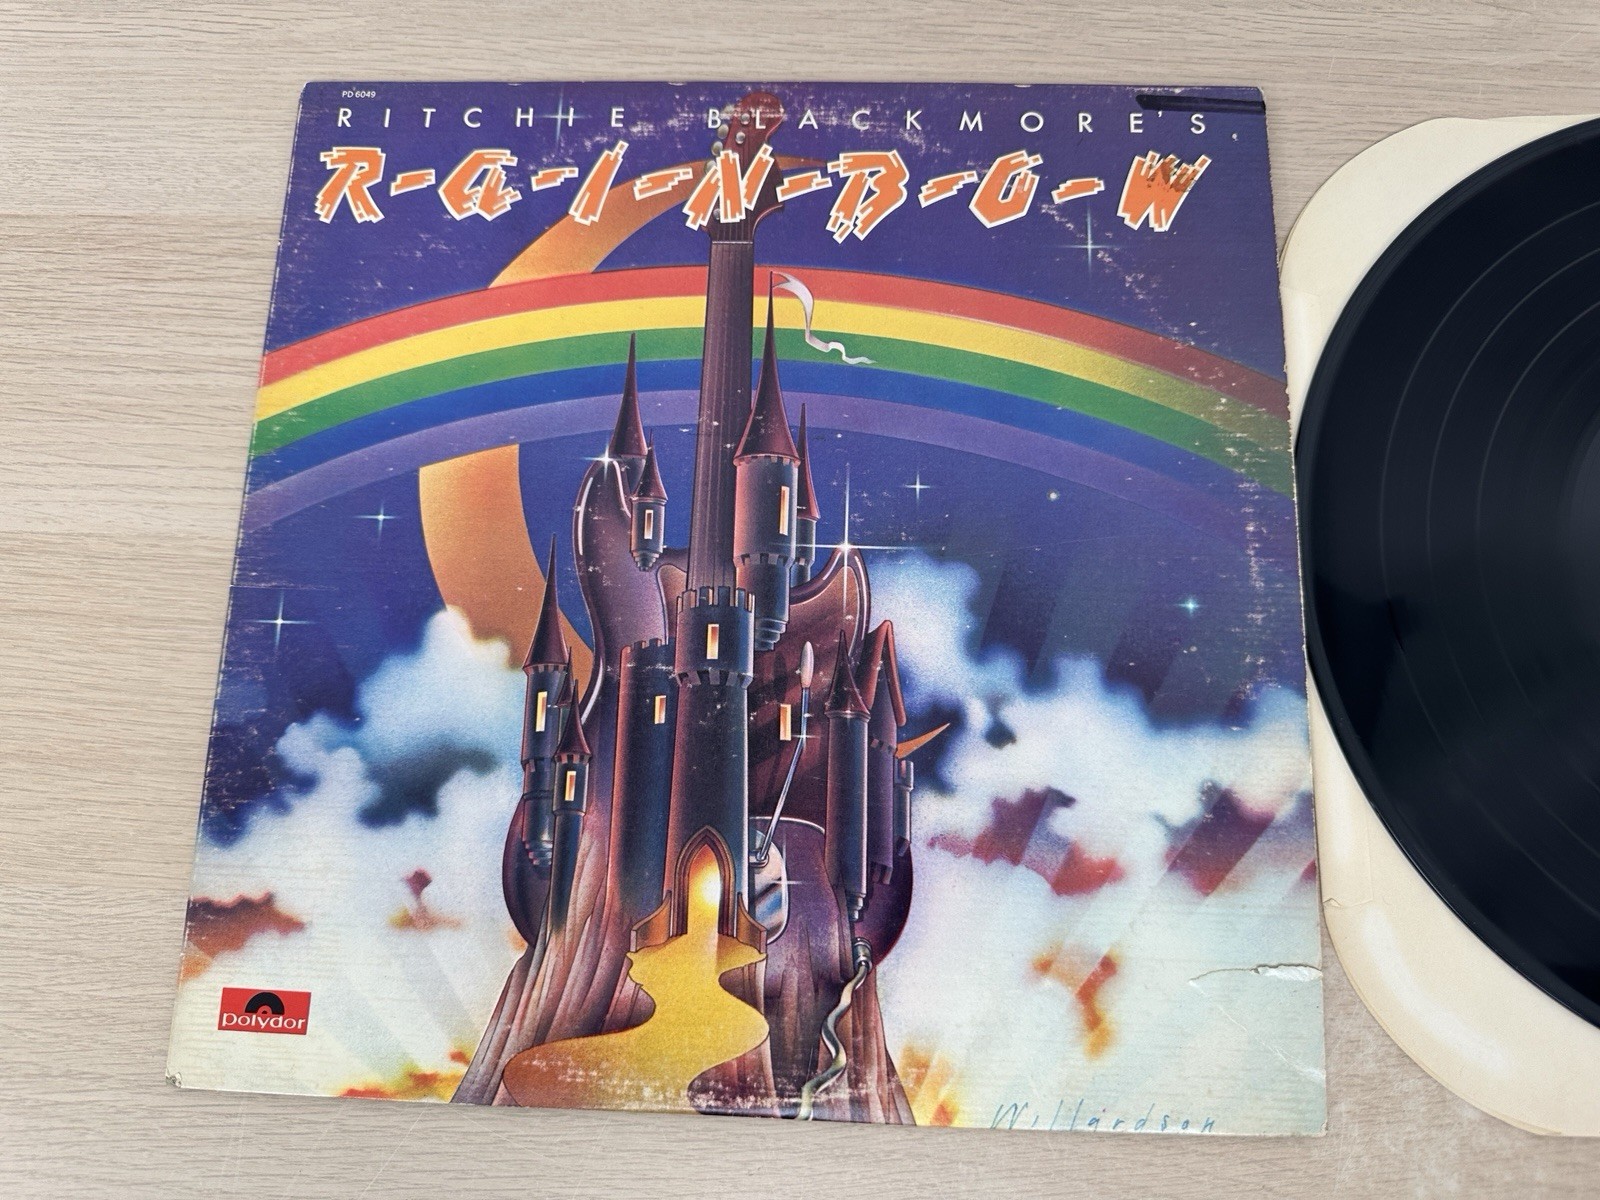 PD 6049
RITCHIE BLACKMORE'S
R-A-I-N-B-O-W
polydor
Willardson